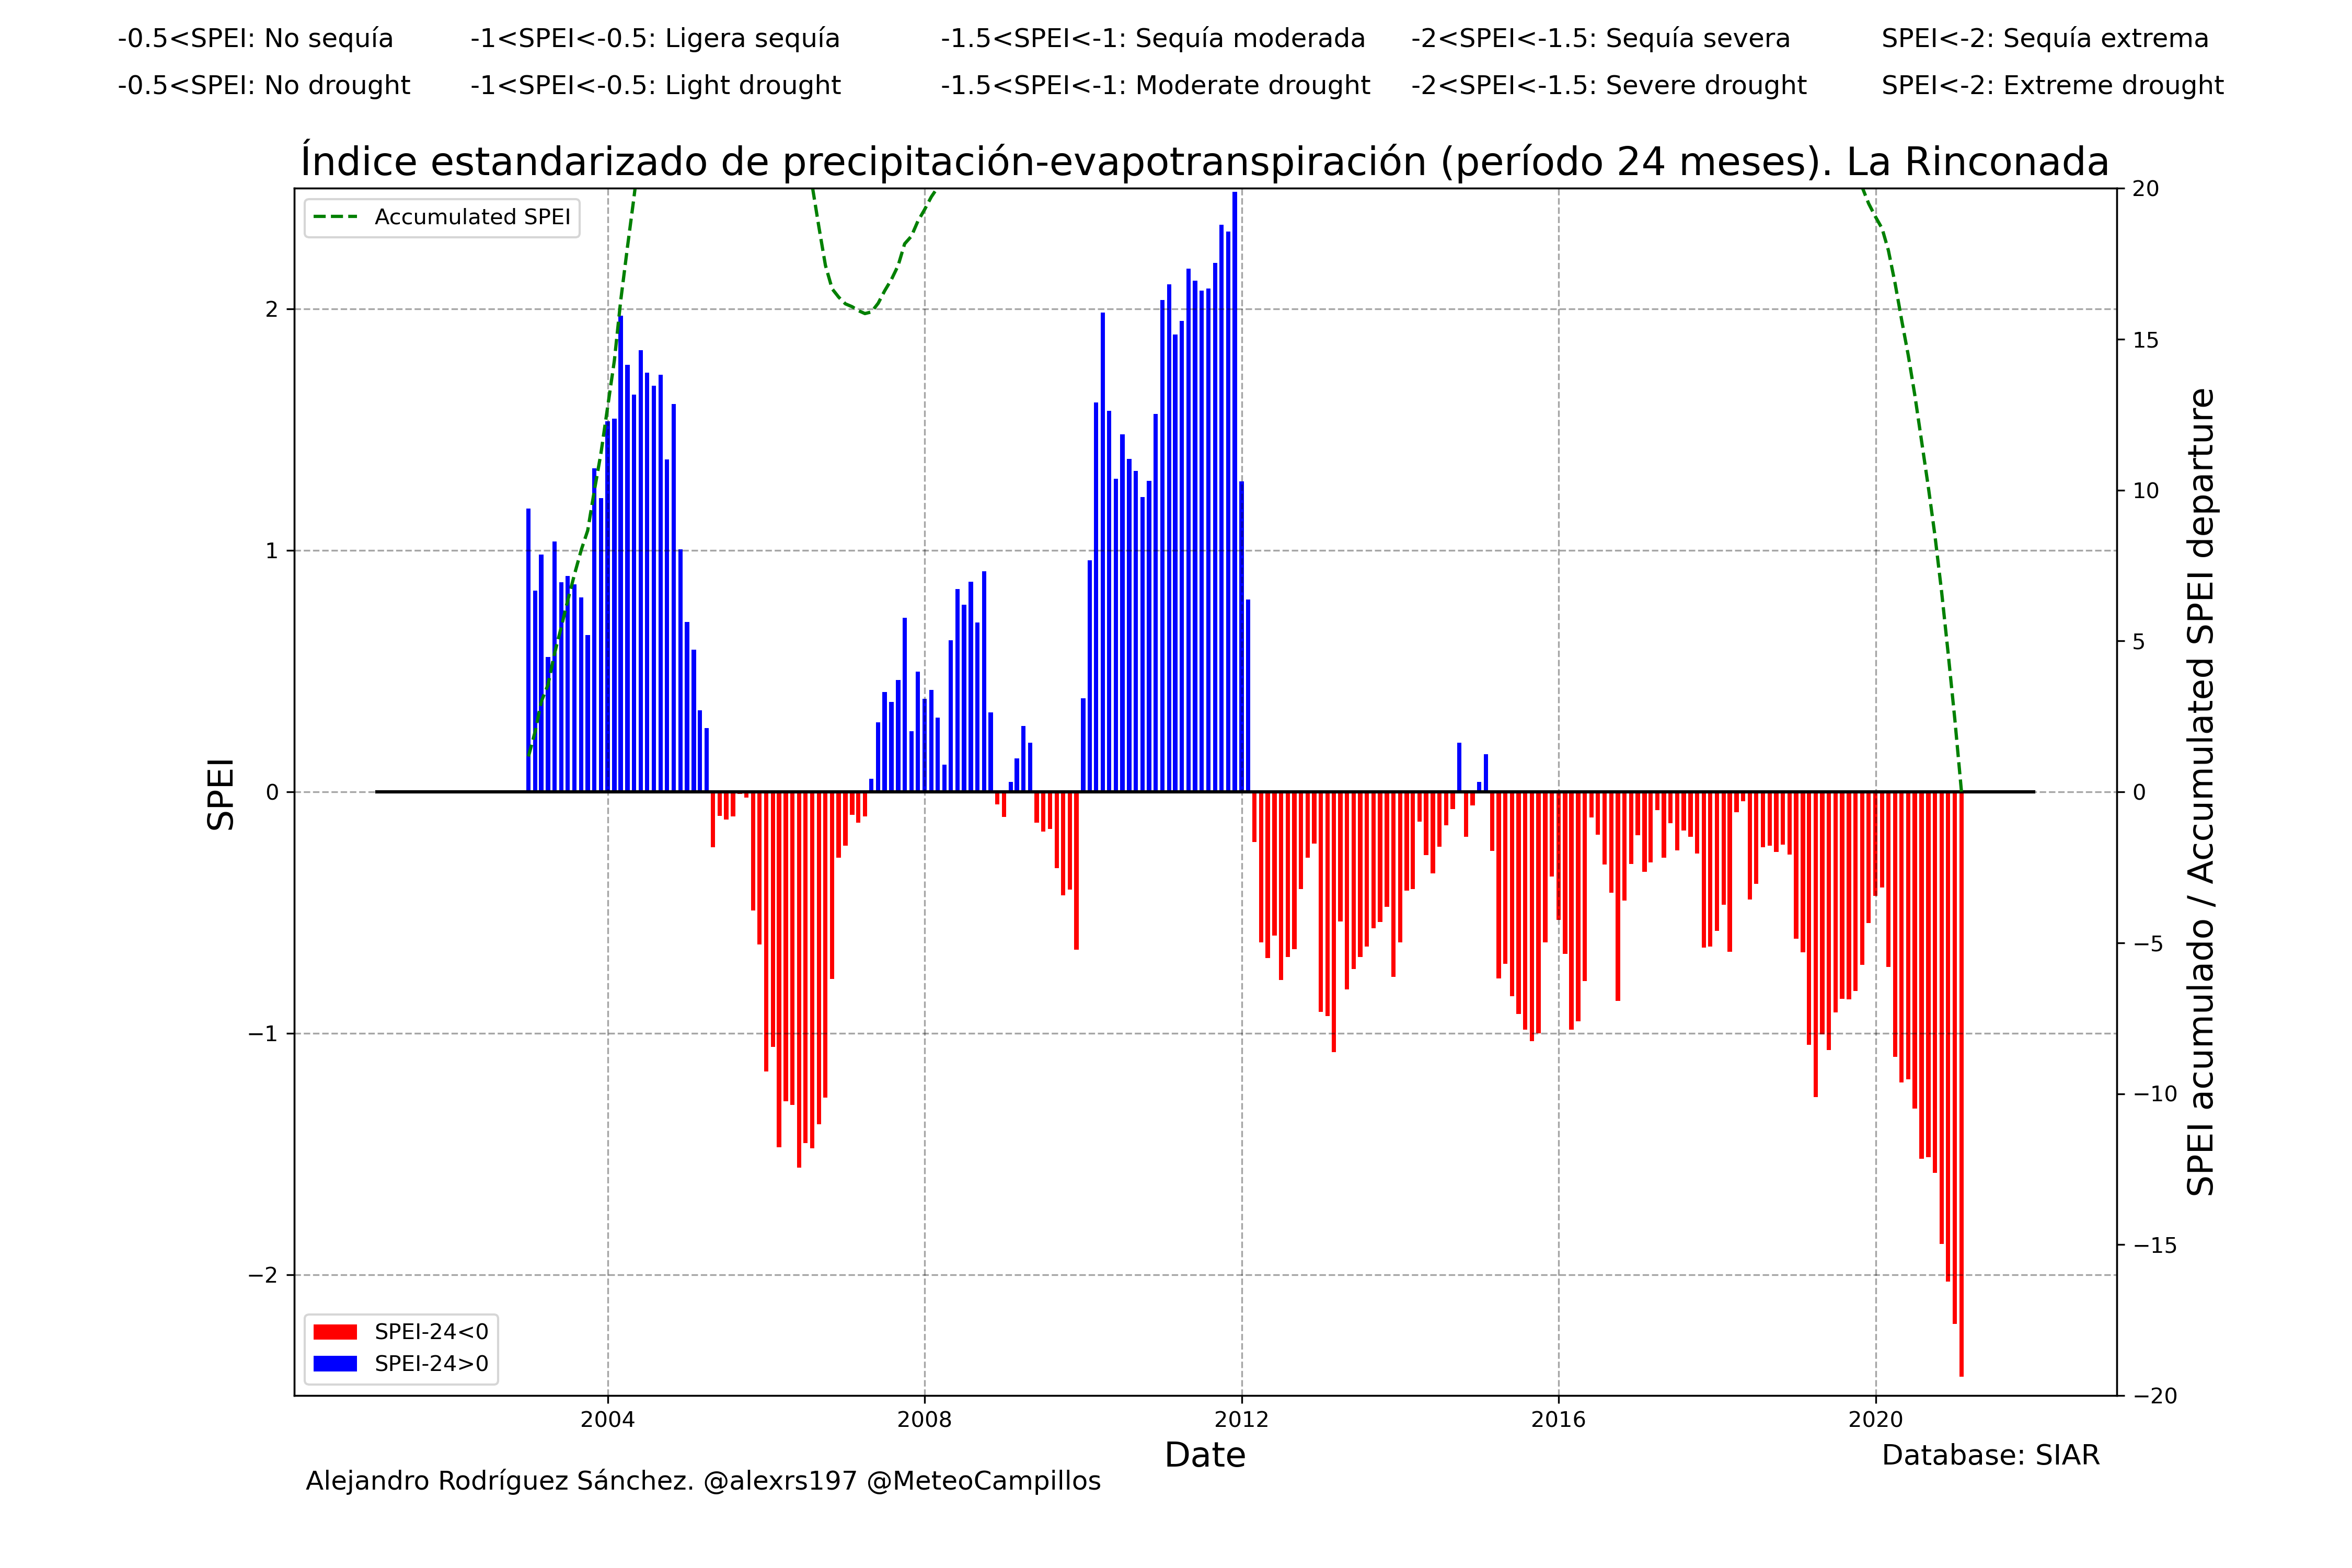 -0.5<SPEI: No sequía -1<SPEI<-0.5: Ligera sequía -1.5<SPEI<-1: Sequía moderada -2<SPEI<-1.5: Sequía severa SPEI<-2: Sequía extrema
-0.5<SPEI: No drought -1<SPEI<-0.5: Light drought -1.5<SPEI<-1: Moderate drought -2<SPEI<-1.5: Severe drought SPEI<-2: Extreme drought
Índice estandarizado de precipitación-evapotranspiración (período 24 meses). La Rinconada
Accumulated SPEI
2
1
0
−1
−2
SPEI
20
15
10
5
0
−5
−10
−15
−20
SPEI acumulado / Accumulated SPEI departure
SPEI-24<0
SPEI-24>0
2004 2008 2012 2016 2020
Date
Database: SIAR
Alejandro Rodríguez Sánchez. @alexrs197 @MeteoCampillos